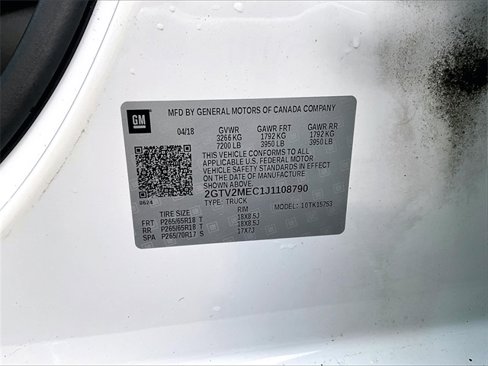 GM
MFD BY GENERAL MOTORS OF CANADA COMPANY
04/18 GVWR GAWR FRT GAWR RR
3266 KG 1792 KG 1792 KG
7200 LB 3950 LB 3950 LB
THIS VEHICLE CONFORMS TO ALL
APPLICABLE U.S. FEDERAL MOTOR
VEHICLE SAFETY STANDARDS IN
EFFECT ON THE DATE OF MANUFACTURE
SHOWN ABOVE
2GTV2MEC1J1108790
0624 TYPE: TRUCK MODEL: 10TK15753
TIRE SIZE RIM
FRT P265/65R18 T 18X8.5J
RR P265/65R18 T 18X8.5J
SPA P265/70R17 S 17X7J